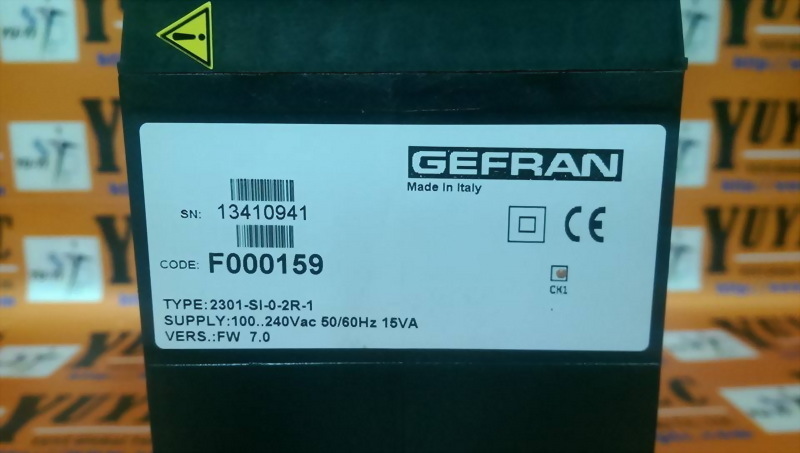 GEFRAN
Made in Italy
SN: 13410941
CODE: F000159
CE
CH1
TYPE:2301-SI-0-2R-1
SUPPLY:100..240Vac 50/60Hz 15VA
VERS.:FW 7.0